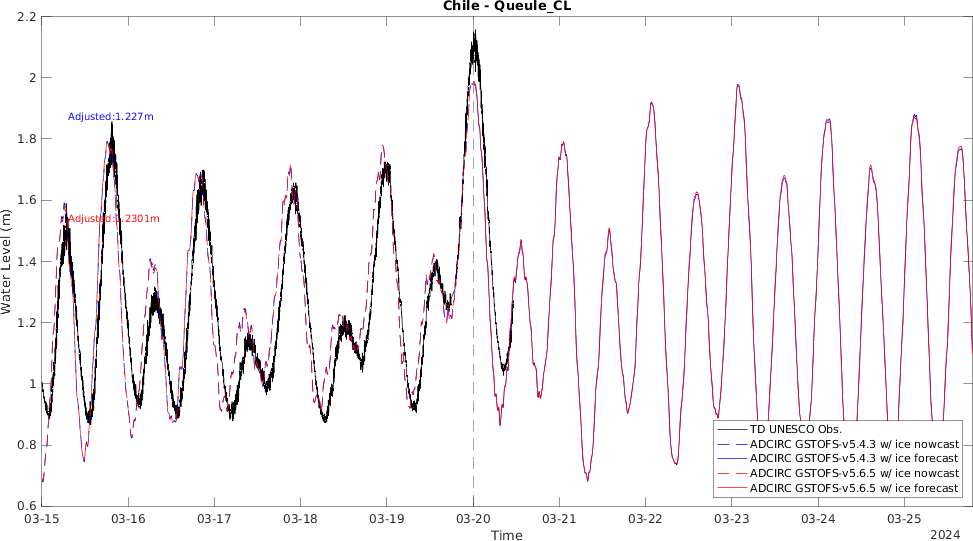 Chile - Queule_CL
2.2
2
1.8
1.6
1.4
1.2
1
0.8
0.6
Water Level (m)
Adjusted:1.227m
Adjusted:1.2301m
TD UNESCO Obs.
ADCIRC GSTOFS-v5.4.3 w/ ice nowcast
ADCIRC GSTOFS-v5.4.3 w/ ice forecast
ADCIRC GSTOFS-v5.6.5 w/ ice nowcast
ADCIRC GSTOFS-v5.6.5 w/ ice forecast
03-15 03-16 03-17 03-18 03-19 03-20 03-21 03-22 03-23 03-24 03-25
Time
2024